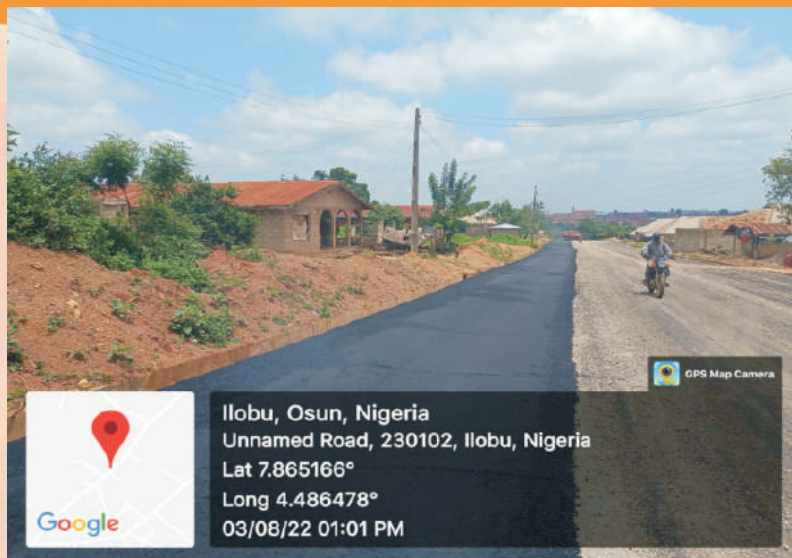 GPS Map Camera
Ilobu, Osun, Nigeria
Unnamed Road, 230102, Ilobu, Nigeria
Lat 7.865166°
Long 4.486478°
03/08/22 01:01 PM
Google